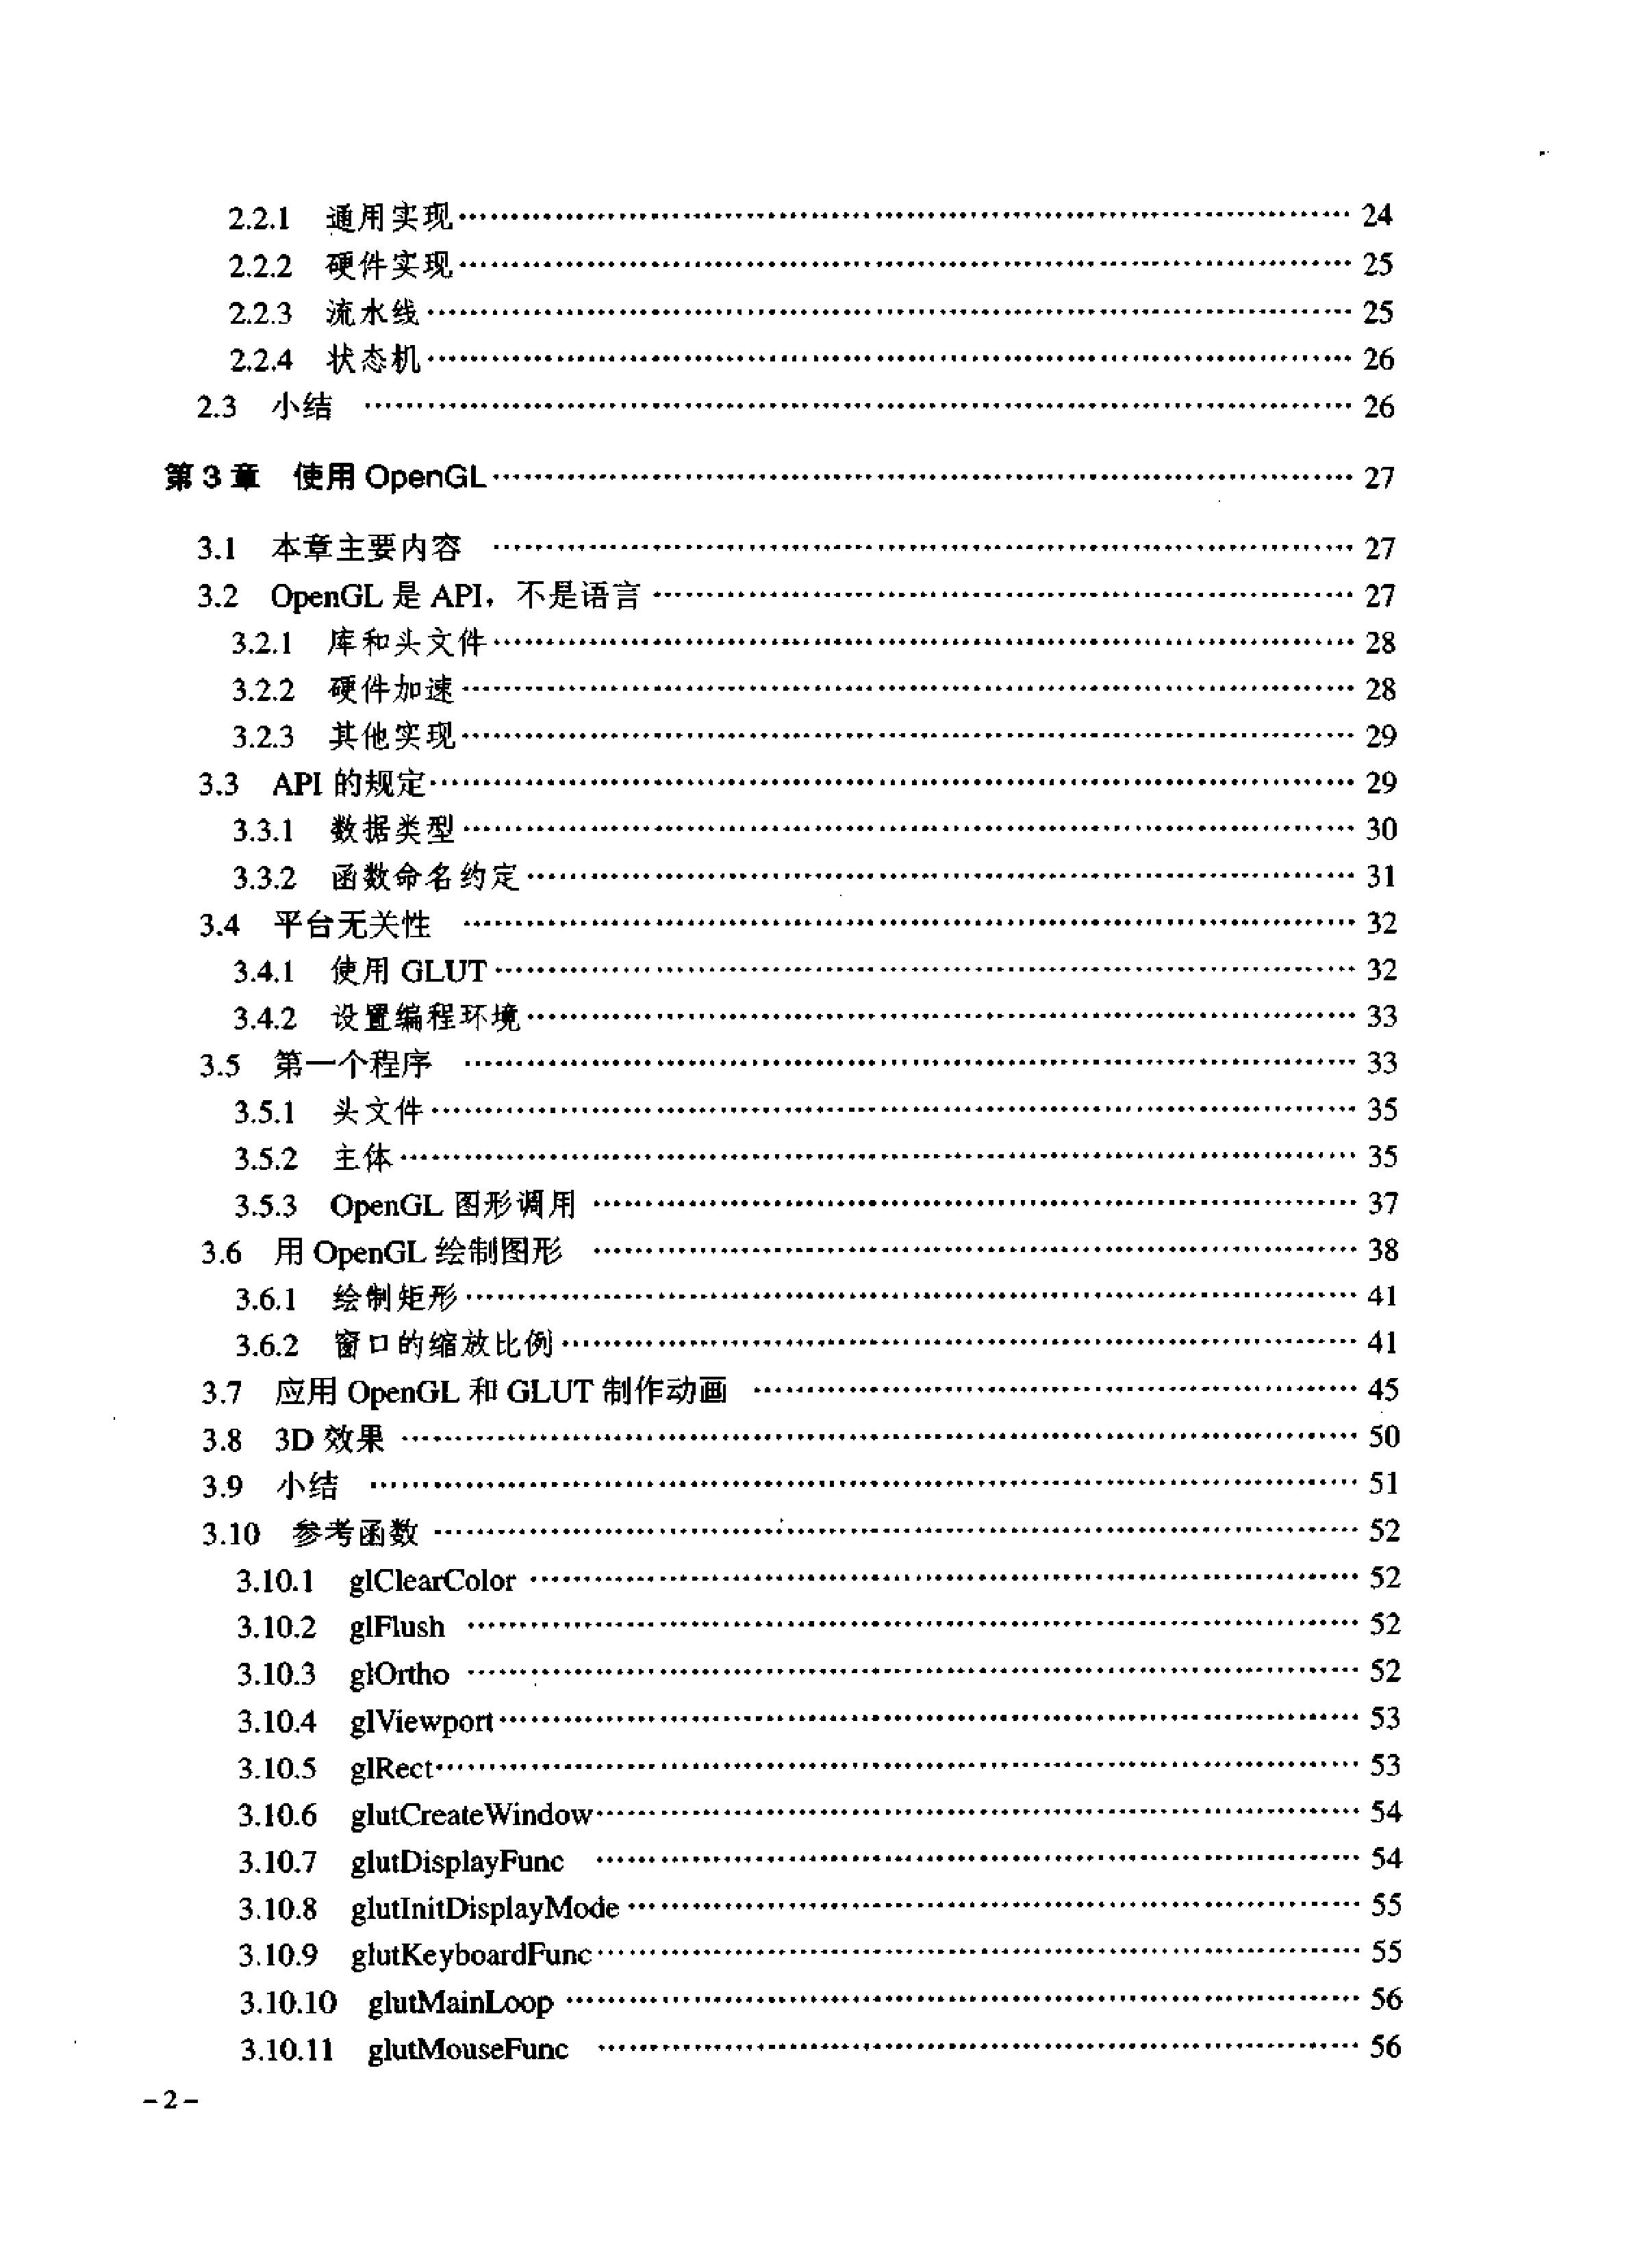 2.2.1 通用实现 24
2.2.2 硬件实现 25
2.2.3 流水线 25
2.2.4 状态机 26
2.3 小结 26
第 3 章 使用 OpenGL 27
3.1 本章主要内容 27
3.2 OpenGL 是 API，不是语言 27
3.2.1 库和头文件 28
3.2.2 硬件加速 28
3.2.3 其他实现 29
3.3 API 的规定 29
3.3.1 数据类型 30
3.3.2 函数命名约定 31
3.4 平台无关性 32
3.4.1 使用 GLUT 32
3.4.2 设置编程环境 33
3.5 第一个程序 33
3.5.1 头文件 35
3.5.2 主体 35
3.5.3 OpenGL 图形调用 37
3.6 用 OpenGL 绘制图形 38
3.6.1 绘制矩形 41
3.6.2 窗口的缩放比例 41
3.7 应用 OpenGL 和 GLUT 制作动画 45
3.8 3D 效果 50
3.9 小结 51
3.10 参考函数 52
3.10.1 glClearColor 52
3.10.2 glFlush 52
3.10.3 glOrtho 52
3.10.4 glViewport 53
3.10.5 glRect 53
3.10.6 glutCreateWindow 54
3.10.7 glutDisplayFunc 54
3.10.8 glutInitDisplayMode 55
3.10.9 glutKeyboardFunc 55
3.10.10 glutMainLoop 56
3.10.11 glutMouseFunc 56
– 2 –